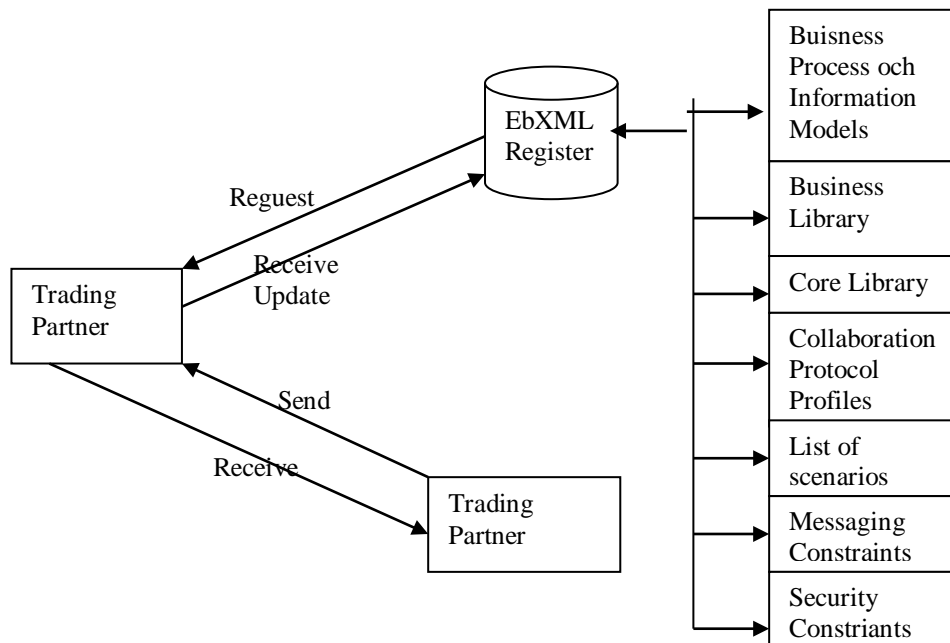 EbXML
Register
Reguest
Receive
Update
Trading
Partner
Send
Receive
Trading
Partner
Buisness
Process och
Information
Models
Business
Library
Core Library
Collaboration
Protocol
Profiles
List of
scenarios
Messaging
Constraints
Security
Constriants